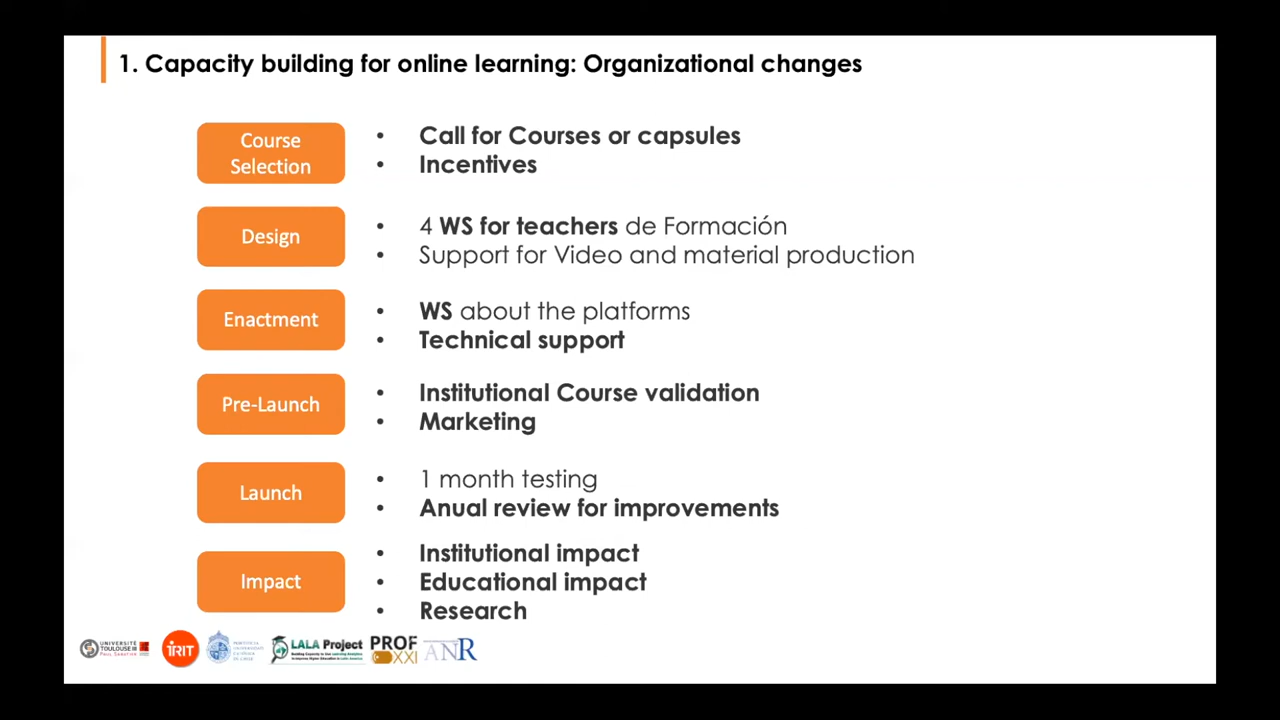 1. Capacity building for online learning: Organizational changes
Course
Selection
• Call for Courses or capsules
• Incentives
Design
• 4 WS for teachers de Formación
• Support for Video and material production
Enactment
• WS about the platforms
• Technical support
Pre-Launch
• Institutional Course validation
• Marketing
Launch
• 1 month testing
• Anual review for improvements
Impact
• Institutional impact
• Educational impact
• Research
UNIVERSITÉ
TOULOUSE III
IRIT
LALA Project
PROF
XXI
ANR